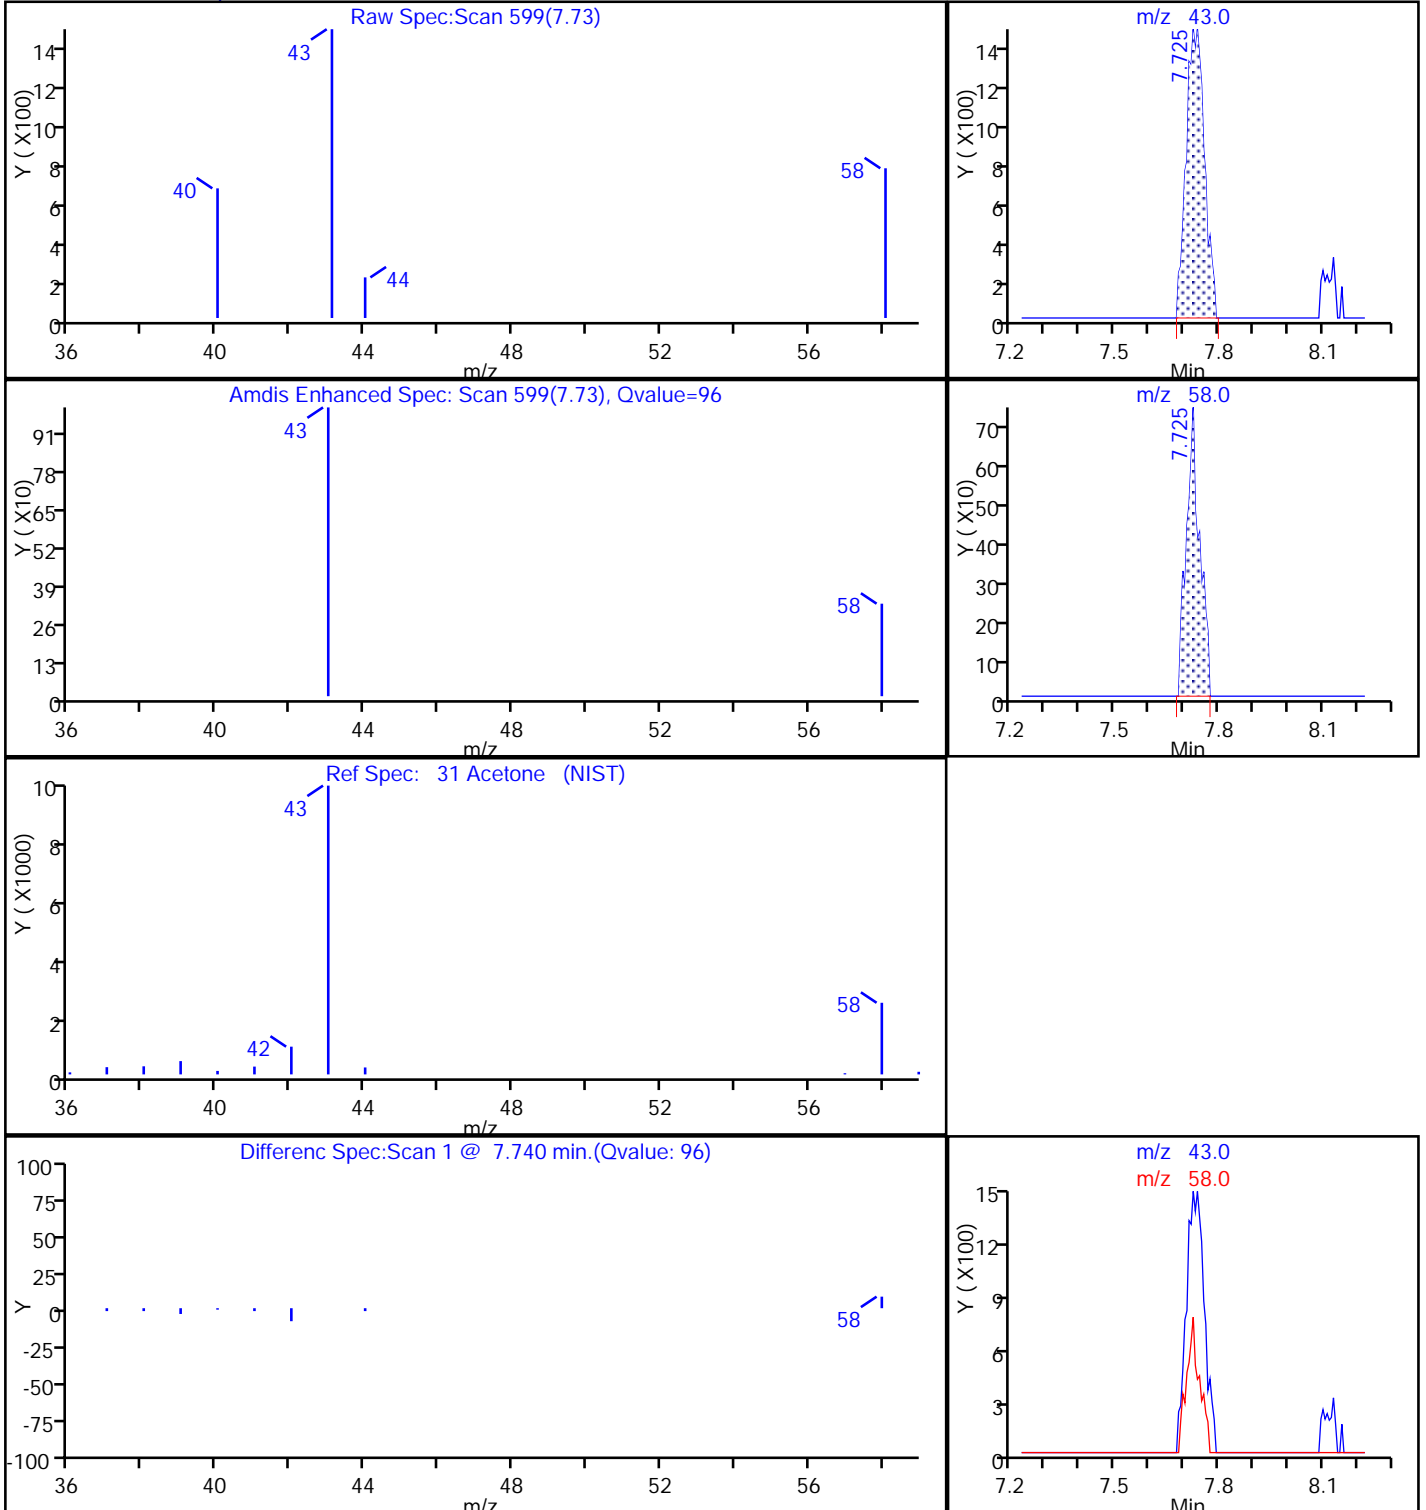 Raw Spec:Scan 599(7.73)
Y ( X100)
14
12
10
8
6
4
2
0
43
40
44
58
36 40 44 48 52 56
m/z
m/z 43.0
Y ( X100)
14
12
10
8
6
4
2
0
7.725
7.2 7.5 7.8 8.1
Min
Amdis Enhanced Spec: Scan 599(7.73), Qvalue=96
Y ( X10)
91
78
65
52
39
26
13
0
43
58
36 40 44 48 52 56
m/z
m/z 58.0
Y ( X10)
70
60
50
40
30
20
10
0
7.725
7.2 7.5 7.8 8.1
Min
Ref Spec: 31 Acetone (NIST)
Y ( X1000)
10
8
6
4
2
0
43
42
58
36 40 44 48 52 56
m/z
Differenc Spec:Scan 1 @ 7.740 min.(Qvalue: 96)
Y
100
75
50
25
0
-25
-50
-75
-100
58
36 40 44 48 52 56
m/z
m/z 43.0
m/z 58.0
Y ( X100)
15
12
9
6
3
0
7.2 7.5 7.8 8.1
Min